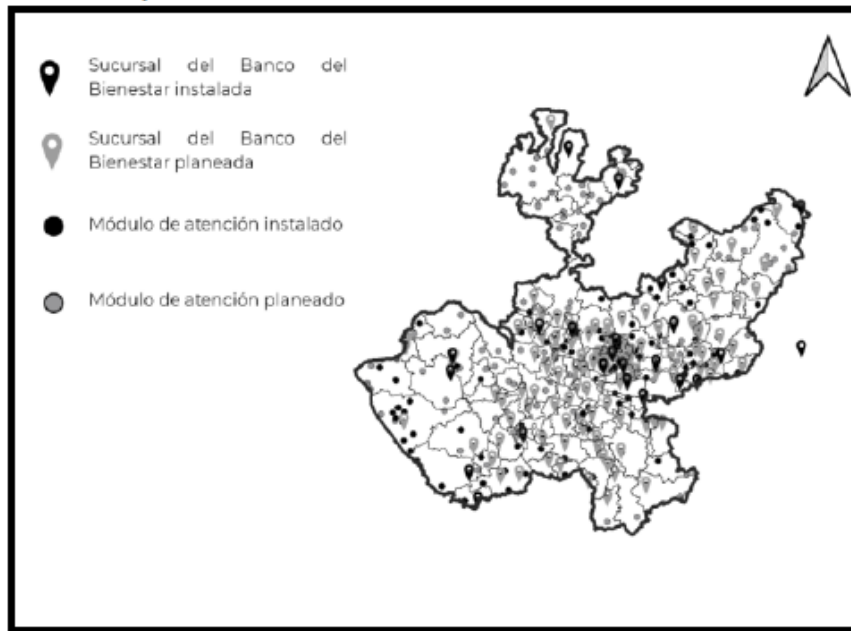 Sucursal del Banco del
Bienestar instalada
Sucursal del Banco del
Bienestar planeada
Módulo de atención instalado
Módulo de atención planeado